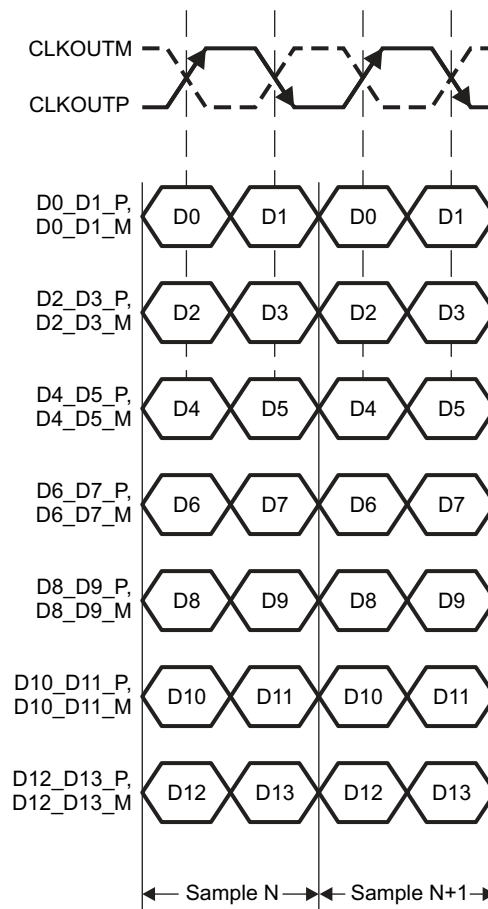 CLKOUTM
CLKOUTP
D0_D1_P,
D0_D1_M
D0 D1 D0 D1
D2_D3_P,
D2_D3_M
D2 D3 D2 D3
D4_D5_P,
D4_D5_M
D4 D5 D4 D5
D6_D7_P,
D6_D7_M
D6 D7 D6 D7
D8_D9_P,
D8_D9_M
D8 D9 D8 D9
D10_D11_P,
D10_D11_M
D10 D11 D10 D11
D12_D13_P,
D12_D13_M
D12 D13 D12 D13
Sample N Sample N+1